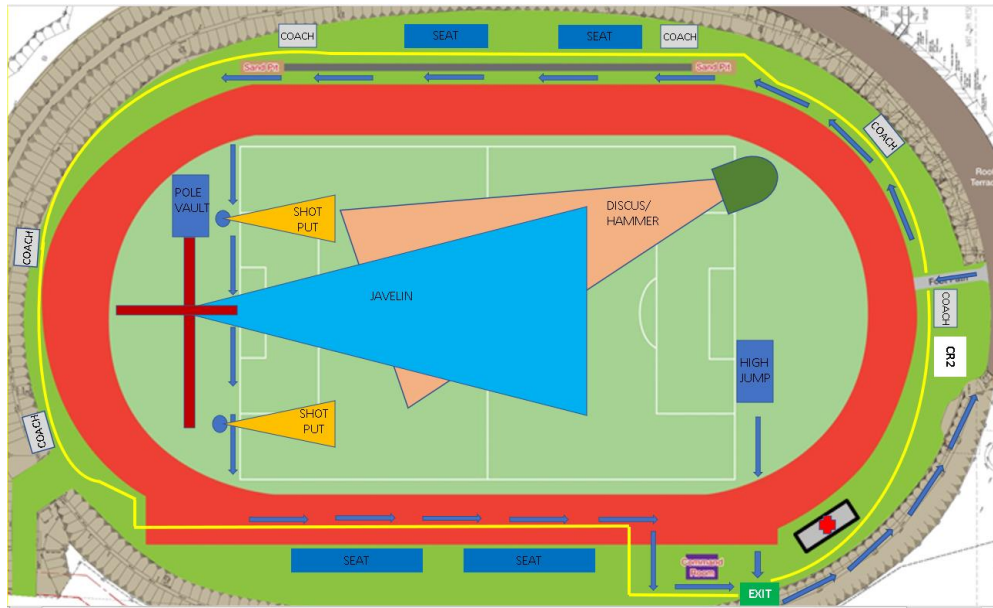 COACH
SEAT
SEAT
COACH
Sand Pit
Sand Pit
COACH
POLE
VAULT
SHOT
PUT
DISCUS/
HAMMER
COACH
JAVELIN
COACH
CR2
HIGH
JUMP
SHOT
PUT
COACH
SEAT
SEAT
Command
Room
EXIT